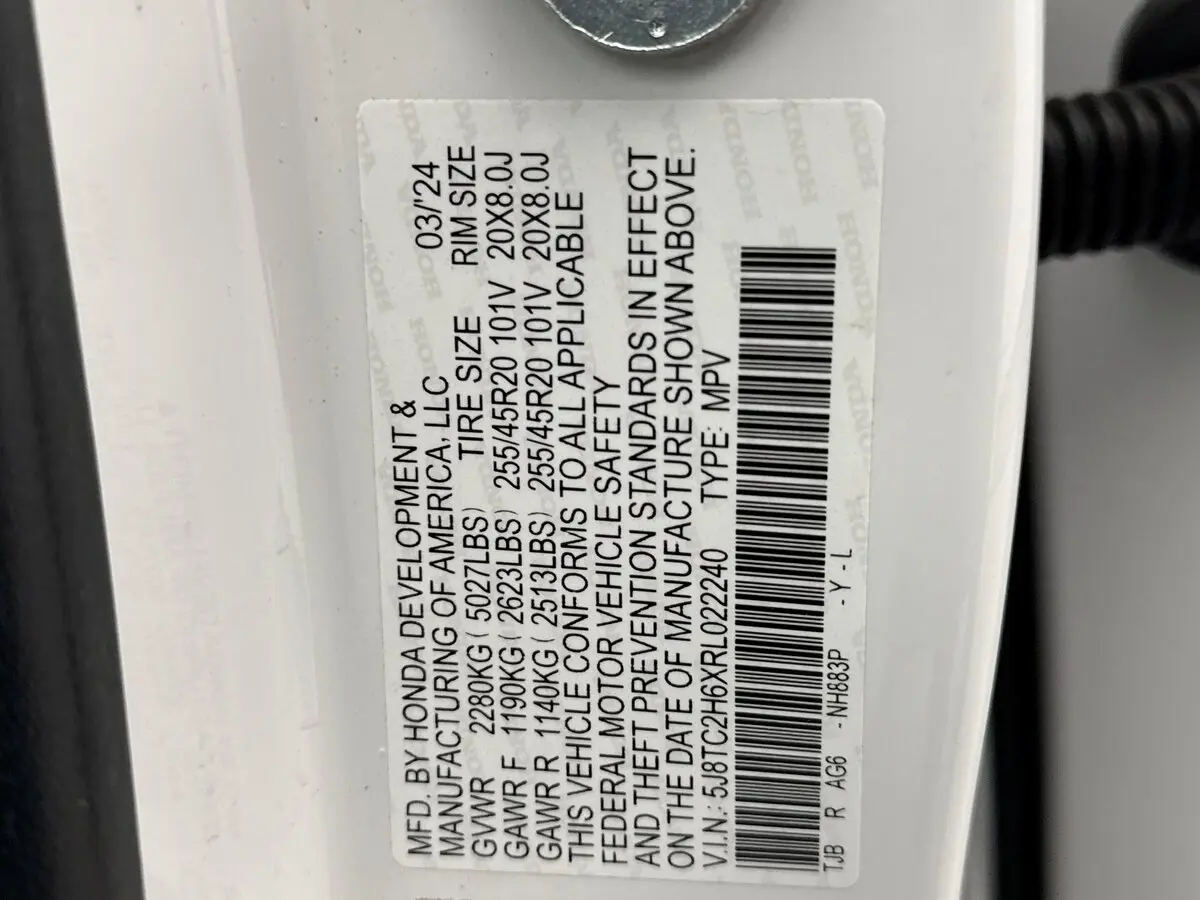 MFD. BY HONDA DEVELOPMENT &
MANUFACTURING OF AMERICA, LLC 03/'24
GVWR 2280KG ( 5027LBS) TIRE SIZE RIM SIZE
GAWR F 1190KG ( 2623LBS) 255/45R20 101V 20X8.0J
GAWR R 1140KG ( 2513LBS) 255/45R20 101V 20X8.0J
THIS VEHICLE CONFORMS TO ALL APPLICABLE
FEDERAL MOTOR VEHICLE SAFETY
AND THEFT PREVENTION STANDARDS IN EFFECT
ON THE DATE OF MANUFACTURE SHOWN ABOVE.
V.I.N.: 5J8TC2H6XRL022240 TYPE: MPV
TJB R AG6 -NH883P -Y-L